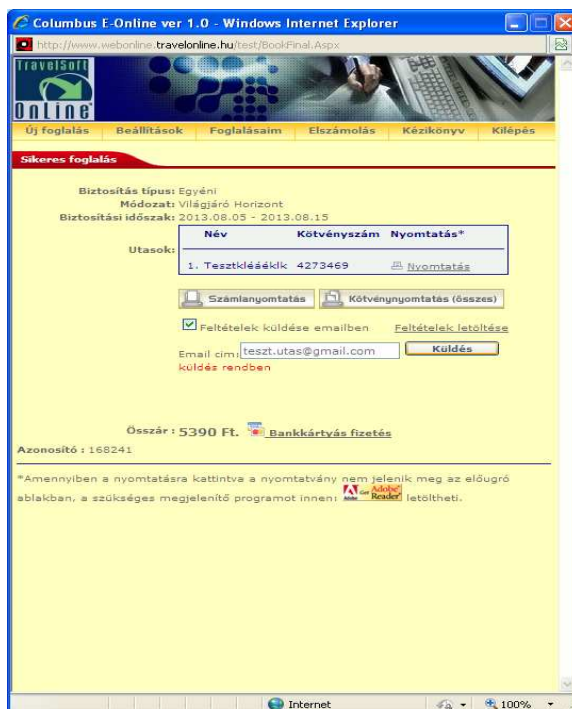 Columbus E-Online ver 1.0 - Windows Internet Explorer
http://www.webonline.travelonline.hu/test/BookFinal.Aspx
TravelSoft
OnLine
Új foglalás Beállítások Foglalásaim Elszámolás Kézikönyv Kilépés
Sikeres foglalás
Biztosítás típus: Egyéni
Módozat: Világjáró Horizont
Biztosítási időszak: 2013.08.05 - 2013.08.15
Név Kötvényszám Nyomtatás*
Utasok:
1. Tesztklééáklk 4273469 Nyomtatás
Számlanyomtatás Kötvénynyomtatás (összes)
Feltételek küldése emailben Feltételek letöltése
Email cím: teszt.utas@gmail.com Küldés
küldés rendben
Összár : 5390 Ft. Bankkártyás fizetés
Azonosító : 168241
*Amennyiben a nyomtatásra kattintva a nyomtatvány nem jelenik meg az előugró
ablakban, a szükséges megjelenítő programot innen: Get Adobe Reader letöltheti.
Internet 100%